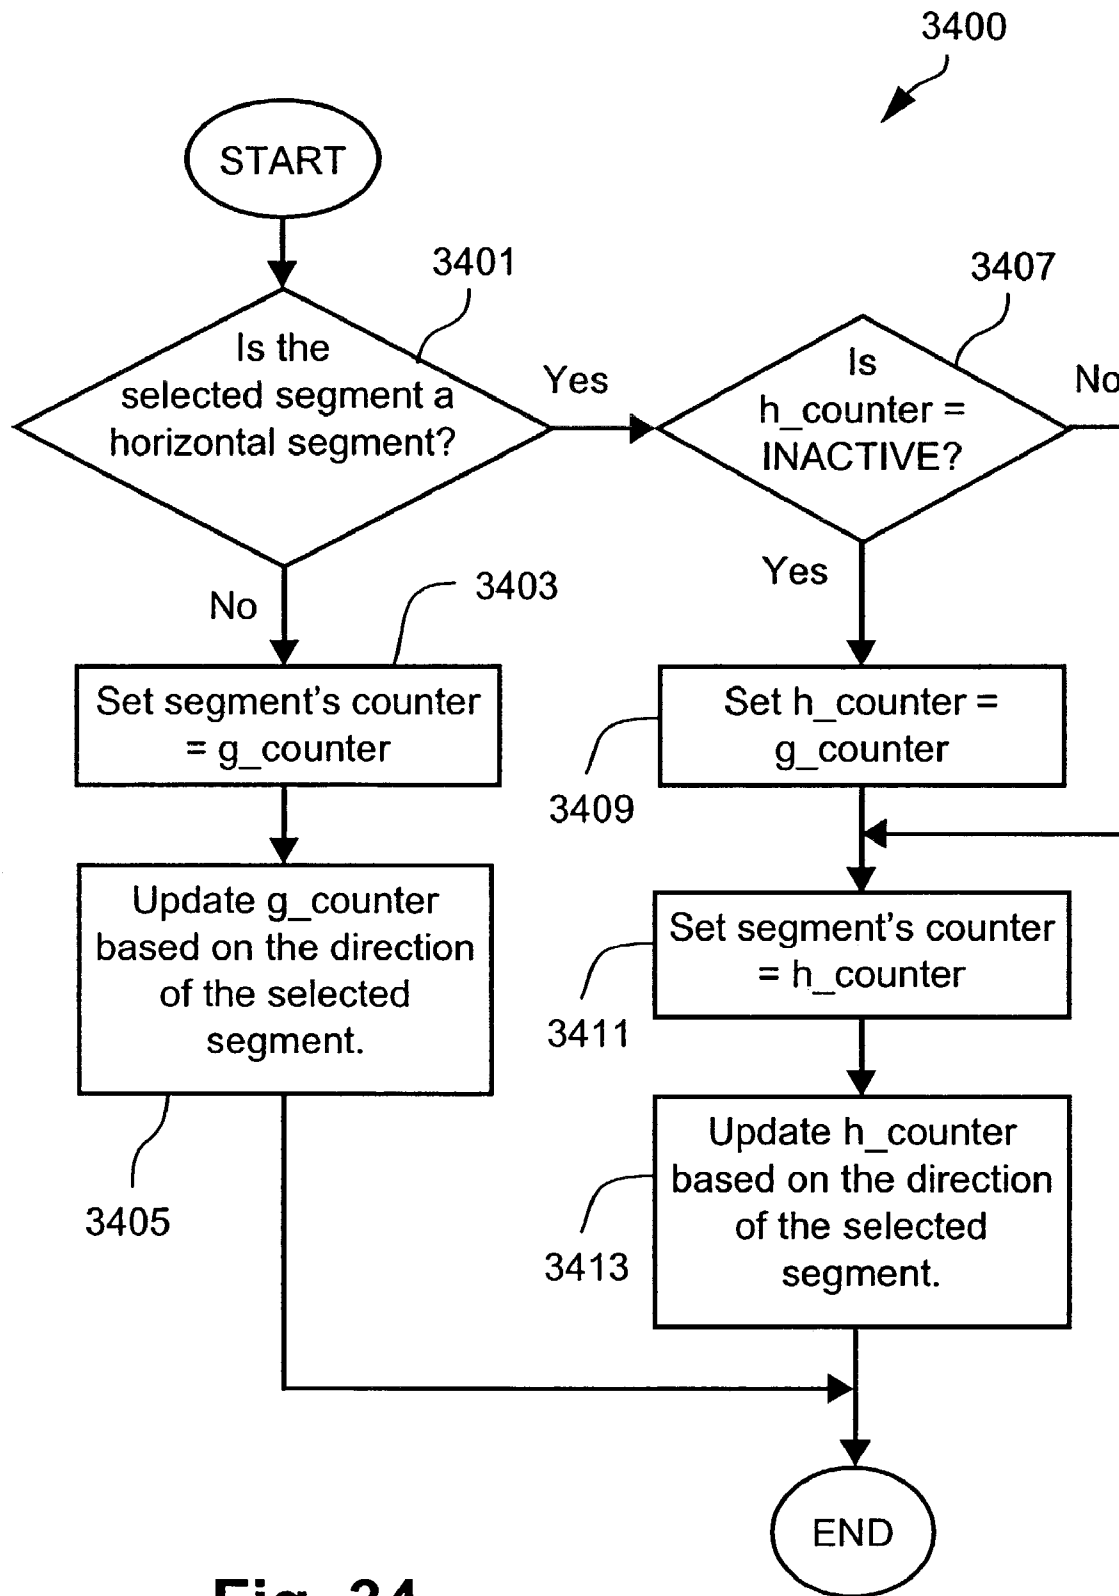 3400
START
3401
Is the
selected segment a
horizontal segment?
Yes
3407
Is
h_counter =
INACTIVE?
No
No
3403
Set segment's counter
= g_counter
Yes
Set h_counter =
g_counter
3409
Update g_counter
based on the direction
of the selected
segment.
3405
Set segment's counter
= h_counter
3411
Update h_counter
based on the direction
of the selected
segment.
3413
END
Fig. 34